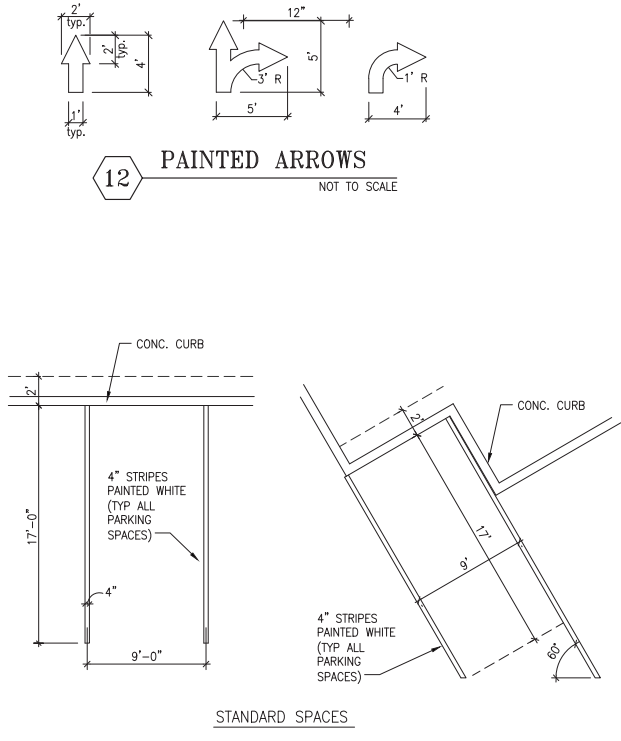 2'
typ.
2'
typ.
4'
1'
typ.
12"
5'
3' R
5'
1' R
4'
12
PAINTED ARROWS
NOT TO SCALE
CONC. CURB
2'
17'-0"
4" STRIPES
PAINTED WHITE
(TYP ALL
PARKING
SPACES)
4"
9'-0"
2'
CONC. CURB
17'
9'
4" STRIPES
PAINTED WHITE
(TYP ALL
PARKING
SPACES)
60°
STANDARD SPACES